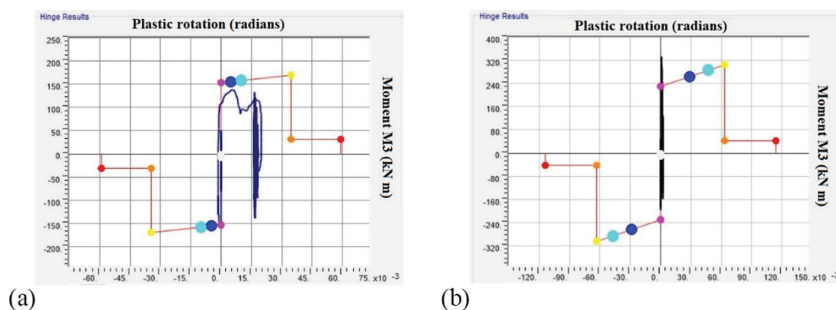 Hinge Results
Plastic rotation (radians)
250.
200.
150.
100.
50.
0.
-50.
-100.
-150.
-200.
-60. -45. -30. -15. 0. 15. 30. 45. 60. 75. x10 -3
Moment M3 (kN m)
(a)
Hinge Results
Plastic rotation (radians)
400.
320.
240.
160.
80.
0.
-80.
-160.
-240.
-320.
-120. -90. -60. -30. 0. 30. 60. 90. 120. 150. x10 -3
Moment M3 (kN m)
(b)